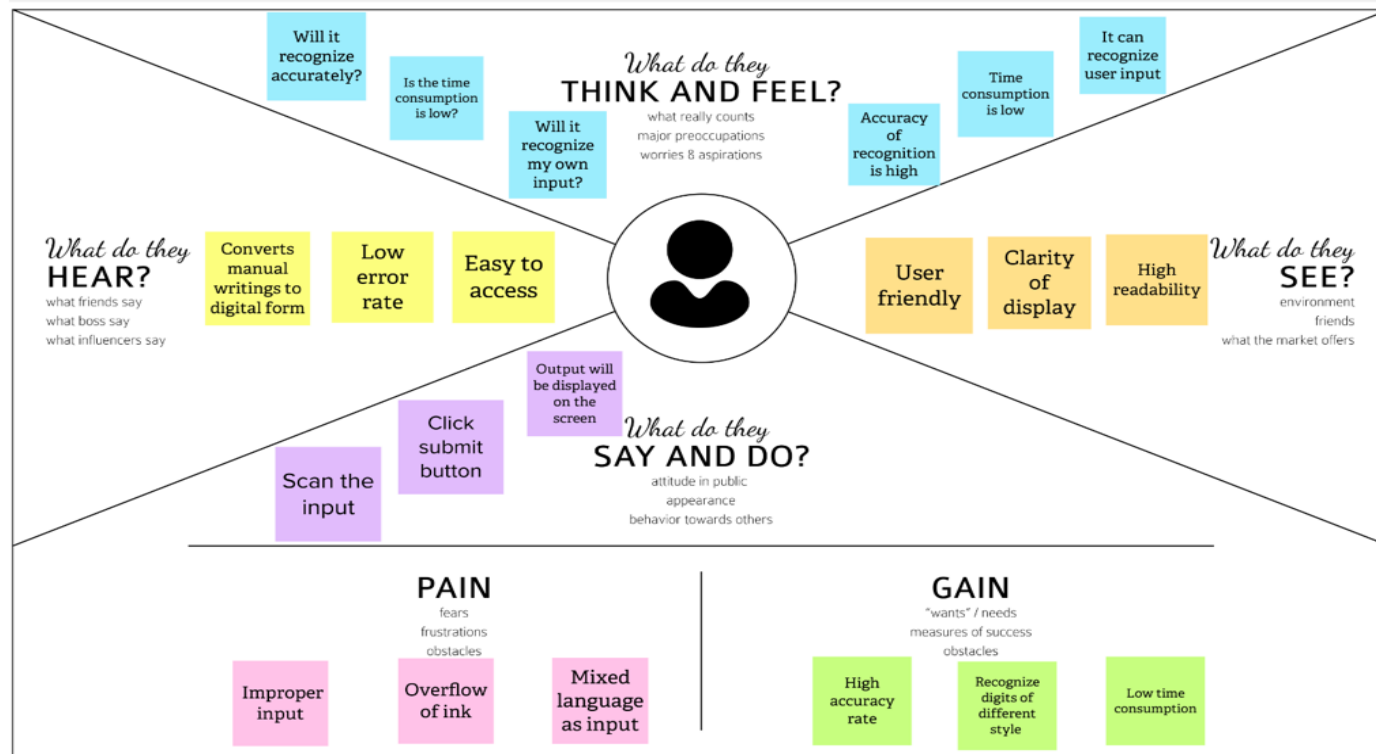 Will it
recognize
accurately?
Is the time
consumption
is low?
Will it
recognize
my own
input?
What do they
THINK AND FEEL?
what really counts
major preoccupations
worries 8 aspirations
Accuracy
of
recognition
is high
Time
consumption
is low
It can
recognize
user input
What do they
HEAR?
what friends say
what boss say
what influencers say
Converts
manual
writings to
digital form
Low
error
rate
Easy to
access
User
friendly
Clarity
of
display
High
readability
What do they
SEE?
environment
friends
what the market offers
Scan the
input
Click
submit
button
Output will
be displayed
on the
screen
What do they
SAY AND DO?
attitude in public
appearance
behavior towards others
PAIN
fears
frustrations
obstacles
Improper
input
Overflow
of ink
Mixed
language
as input
GAIN
"wants" / needs
measures of success
obstacles
High
accuracy
rate
Recognize
digits of
different
style
Low time
consumption